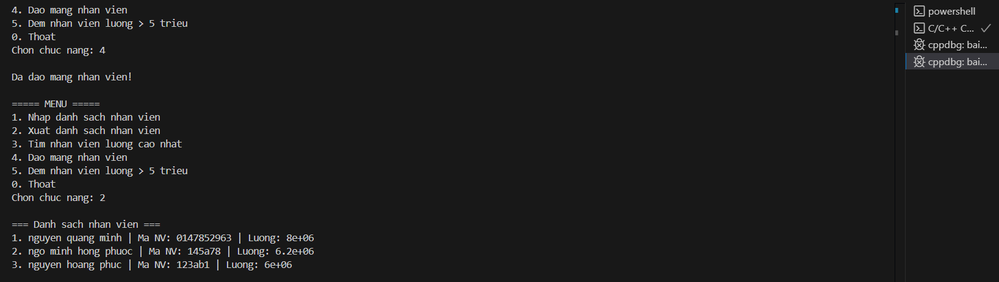 4. Dao mang nhan vien
5. Dem nhan vien luong > 5 trieu
0. Thoat
Chon chuc nang: 4
Da dao mang nhan vien!
===== MENU =====
1. Nhap danh sach nhan vien
2. Xuat danh sach nhan vien
3. Tim nhan vien luong cao nhat
4. Dao mang nhan vien
5. Dem nhan vien luong > 5 trieu
0. Thoat
Chon chuc nang: 2
=== Danh sach nhan vien ===
1. nguyen quang minh | Ma NV: 0147852963 | Luong: 8e+06
2. ngo minh hong phuoc | Ma NV: 145a78 | Luong: 6.2e+06
3. nguyen hoang phuc | Ma NV: 123ab1 | Luong: 6e+06
powershell
C/C++ C...
cppdbg: bai...
cppdbg: bai...